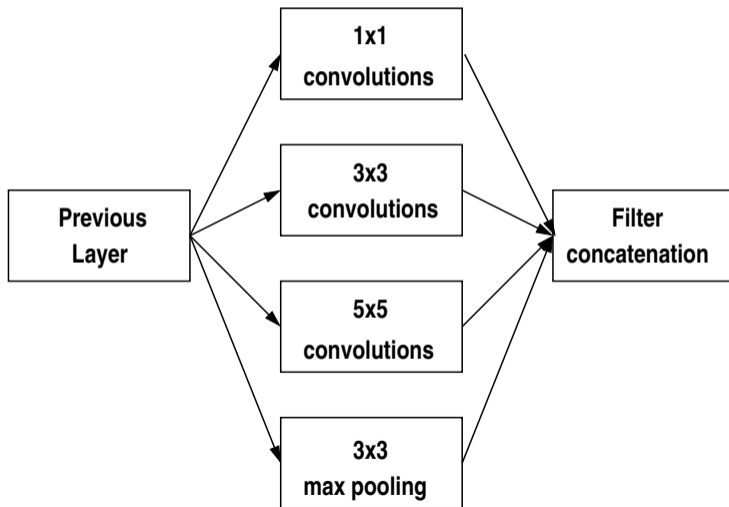 1x1
convolutions
3x3
convolutions
Previous
Layer
Filter
concatenation
5x5
convolutions
3x3
max pooling